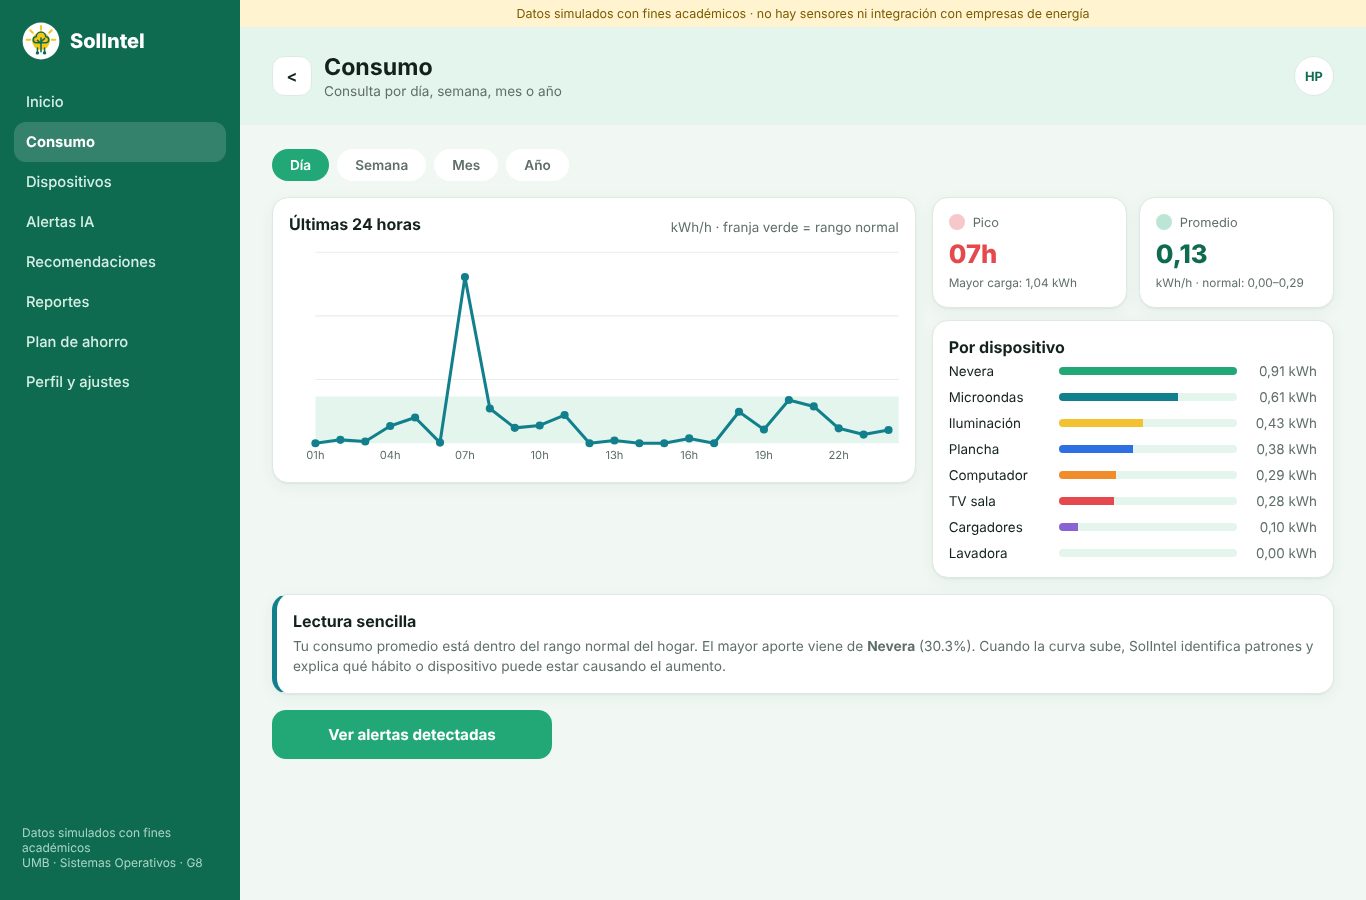 SolIntel
Inicio
Consumo
Dispositivos
Alertas IA
Recomendaciones
Reportes
Plan de ahorro
Perfil y ajustes
Datos simulados con fines
académicos
UMB · Sistemas Operativos · G8
Datos simulados con fines académicos · no hay sensores ni integración con empresas de energía
<
Consumo
Consulta por día, semana, mes o año
HP
Día
Semana
Mes
Año
Últimas 24 horas
kWh/h · franja verde = rango normal
01h
04h
07h
10h
13h
16h
19h
22h
Pico
07h
Mayor carga: 1,04 kWh
Promedio
0,13
kWh/h · normal: 0,00–0,29
Por dispositivo
Nevera 0,91 kWh
Microondas 0,61 kWh
Iluminación 0,43 kWh
Plancha 0,38 kWh
Computador 0,29 kWh
TV sala 0,28 kWh
Cargadores 0,10 kWh
Lavadora 0,00 kWh
Lectura sencilla
Tu consumo promedio está dentro del rango normal del hogar. El mayor aporte viene de Nevera (30.3%). Cuando la curva sube, SolIntel identifica patrones y
explica qué hábito o dispositivo puede estar causando el aumento.
Ver alertas detectadas